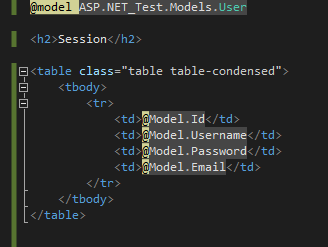 @model ASP.NET_Test.Models.User
<h2>Session</h2>
<table class="table table-condensed">
<tbody>
<tr>
<td>@Model.Id</td>
<td>@Model.Username</td>
<td>@Model.Password</td>
<td>@Model.Email</td>
</tr>
</tbody>
</table>